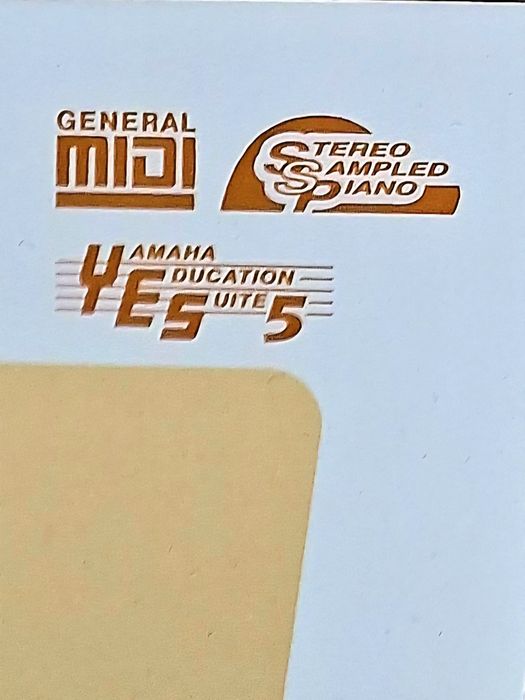 GENERAL
MIDI
STEREO
SAMPLED
PIANO
YAMAHA
EDUCATION
SUITE 5